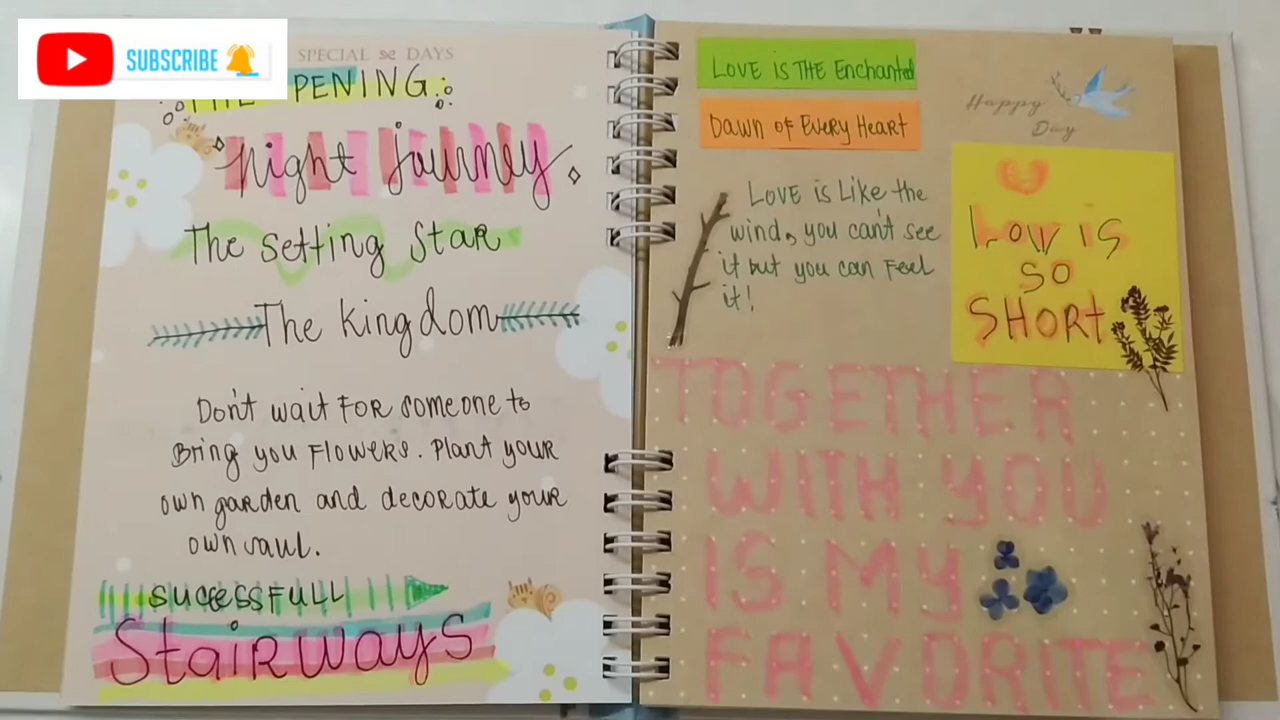 SUBSCRIBE
SPECIAL DAYS
PENING
night journey
The setting Star
The kingdom
Don't wait for someone to
Bring you Flowers. Plant your
own garden and decorate your
own saul.
SUCCESSFULL
Stairways
LOVE is THE Enchanted
Dawn of Every Heart
Happy
Day
LOVE is Like the
wind, you can't see
it but you can Feel
it!
is
SO
SHORT
TOGETHER
WITH YOU
IS MY
FAVORITE